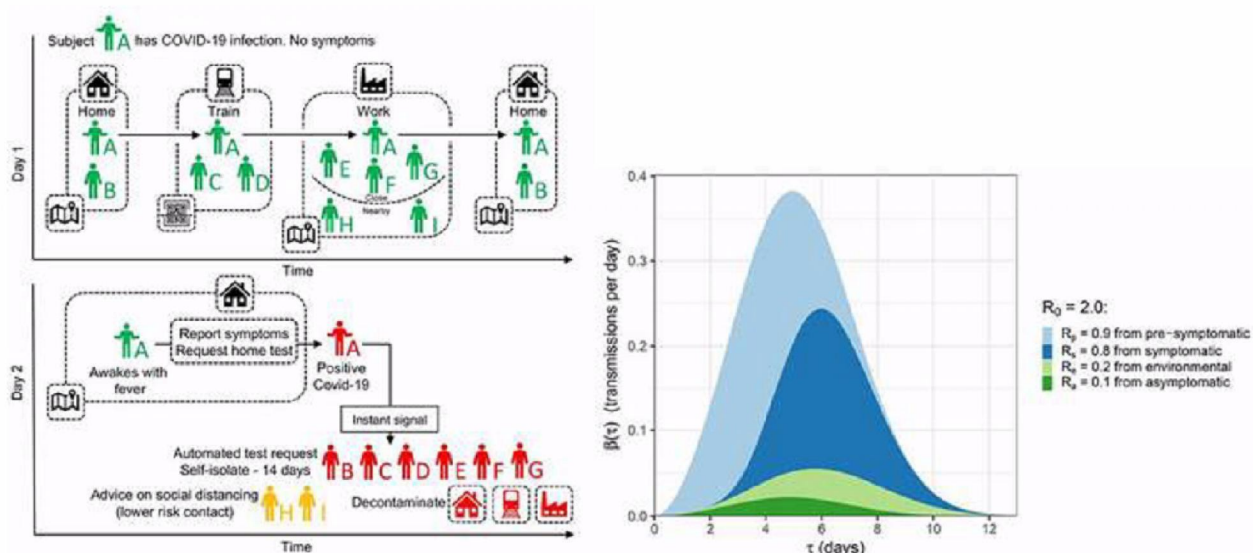 Subject A has COVID-19 infection. No symptoms
Home
Train
Work
Home
A
A
A
A
B
C
D
E
F
G
B
Close
Nearby
H
I
Day 1
Time
Report symptoms
Request home test
A
A
Awakes with
fever
Positive
Covid-19
Instant signal
Automated test request
Self-isolate - 14 days
B C D E F G
Advice on social distancing
(lower risk contact)
H I
Decontaminate
Day 2
Time
0.4
0.3
0.2
0.1
0.0
0 2 4 6 8 10 12
β(τ) (transmissions per day)
τ (days)
R₀ = 2.0:
Rₚ = 0.9 from pre-symptomatic
Rₛ = 0.8 from symptomatic
Rₑ = 0.2 from environmental
Rₐ = 0.1 from asymptomatic